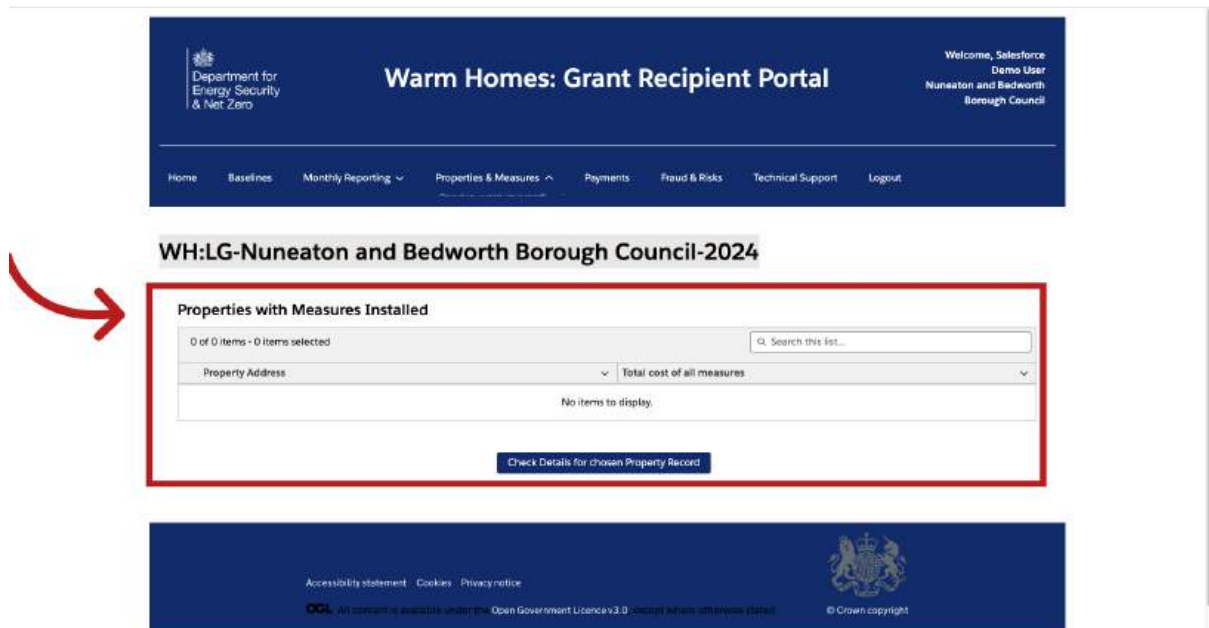 Department for
Energy Security
& Net Zero
Warm Homes: Grant Recipient Portal
Welcome, Salesforce
Demo User
Nuneaton and Bedworth
Borough Council
Home Baselines Monthly Reporting Properties & Measures Payments Fraud & Risks Technical Support Logout
WH:LG-Nuneaton and Bedworth Borough Council-2024
Properties with Measures Installed
0 of 0 items - 0 items selected Search this list...
Property Address Total cost of all measures
No items to display.
Check Details for chosen Property Record
Accessibility statement Cookies Privacy notice
OGL All content is available under the Open Government Licence v3.0, except where otherwise stated © Crown copyright